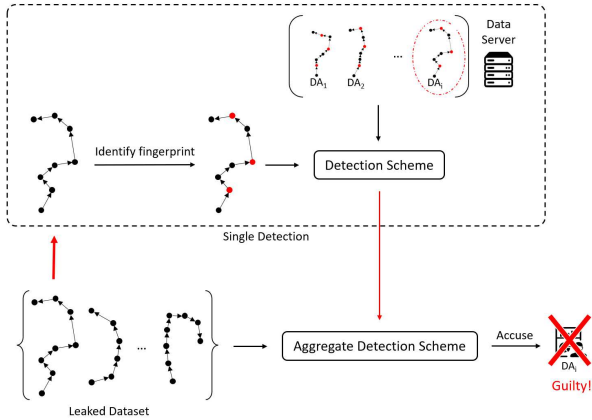 Data
Server
DA1
DA2
...
DAi
Identify fingerprint
Detection Scheme
Single Detection
...
Aggregate Detection Scheme
Accuse
DAi
Guilty!
Leaked Dataset